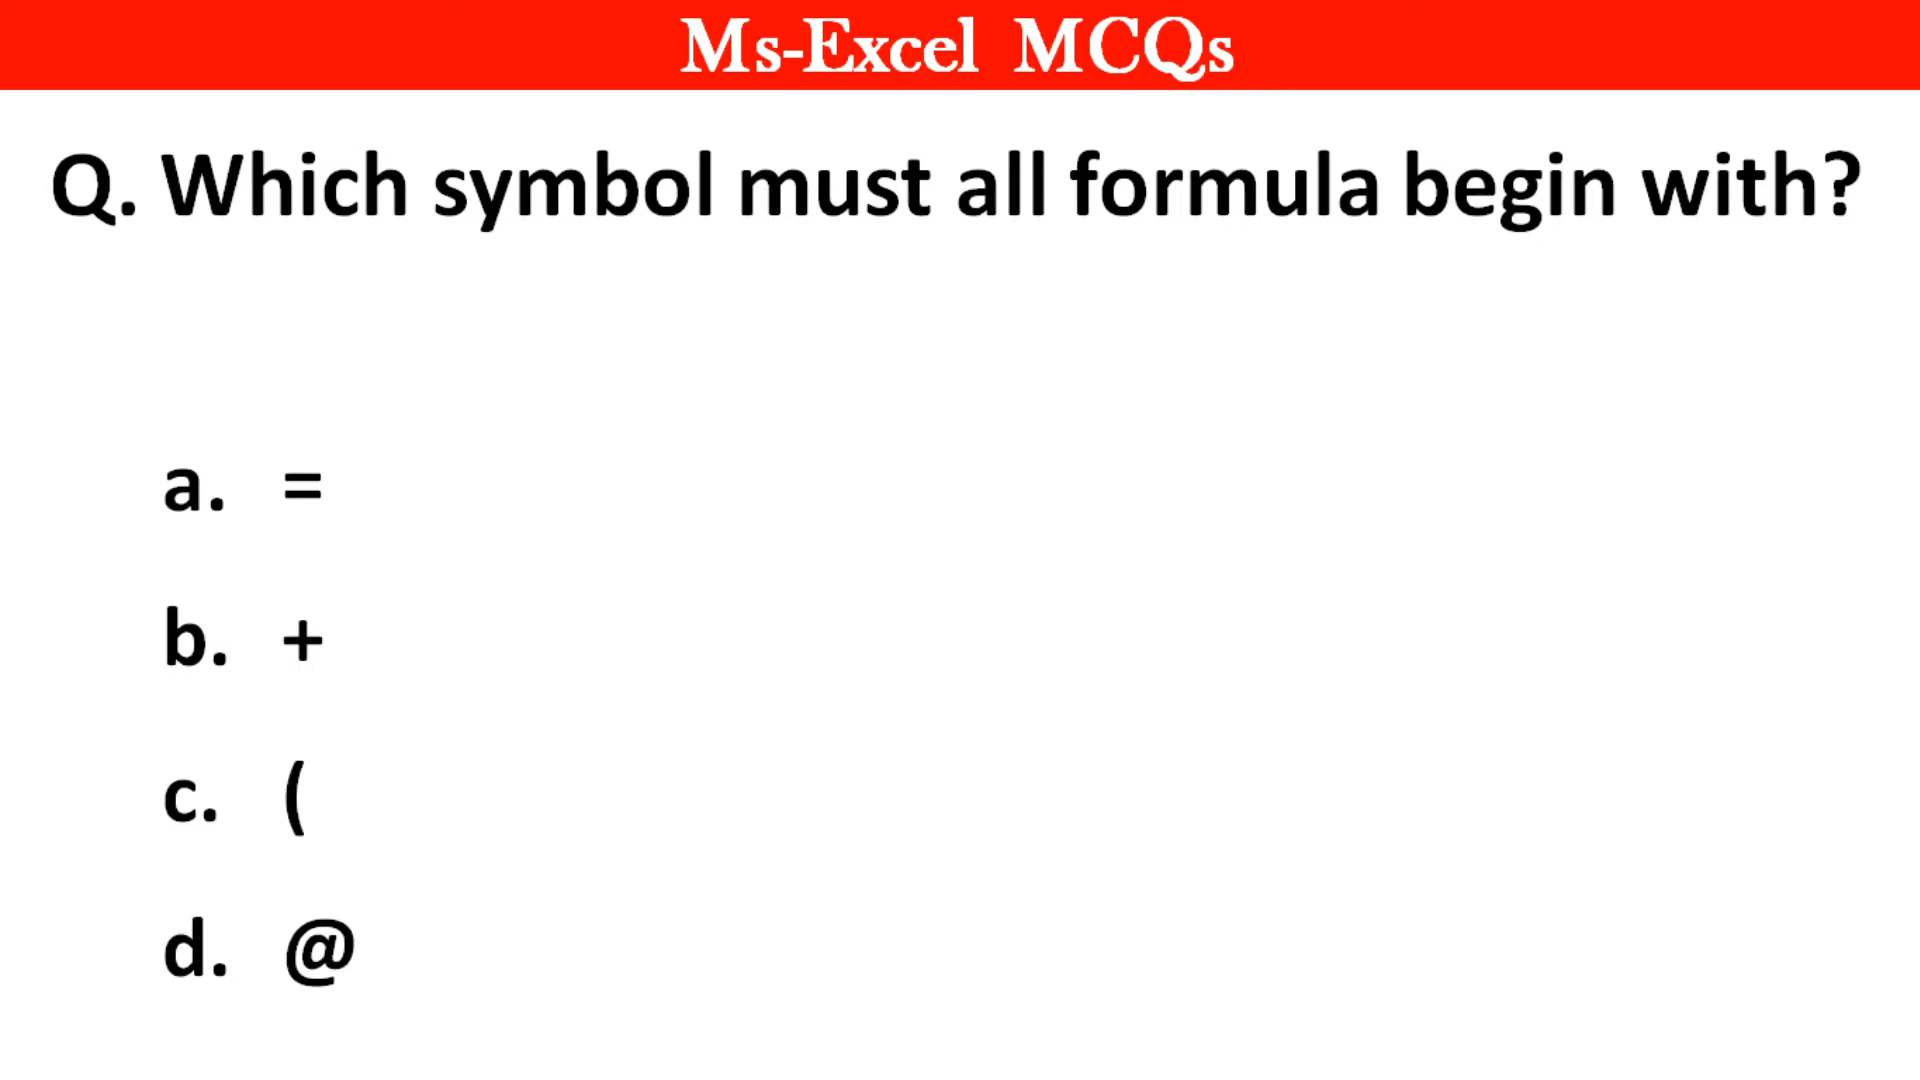 Ms-Excel MCQs
Q. Which symbol must all formula begin with?
a. =
b. +
c. (
d. @